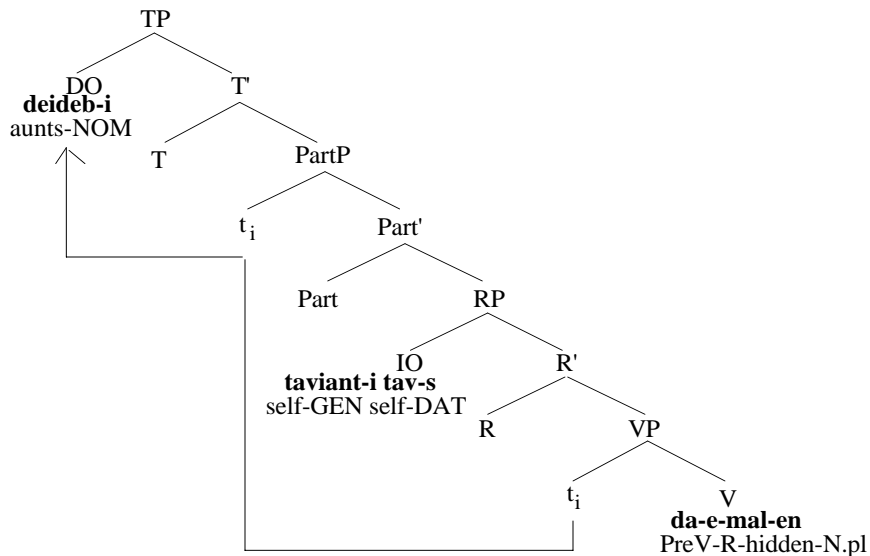 TP
DO T'
deideb-i
aunts-NOM
T PartP
t i Part'
Part RP
IO R'
taviant-i tav-s
self-GEN self-DAT
R VP
t i V
da-e-mal-en
PreV-R-hidden-N.pl